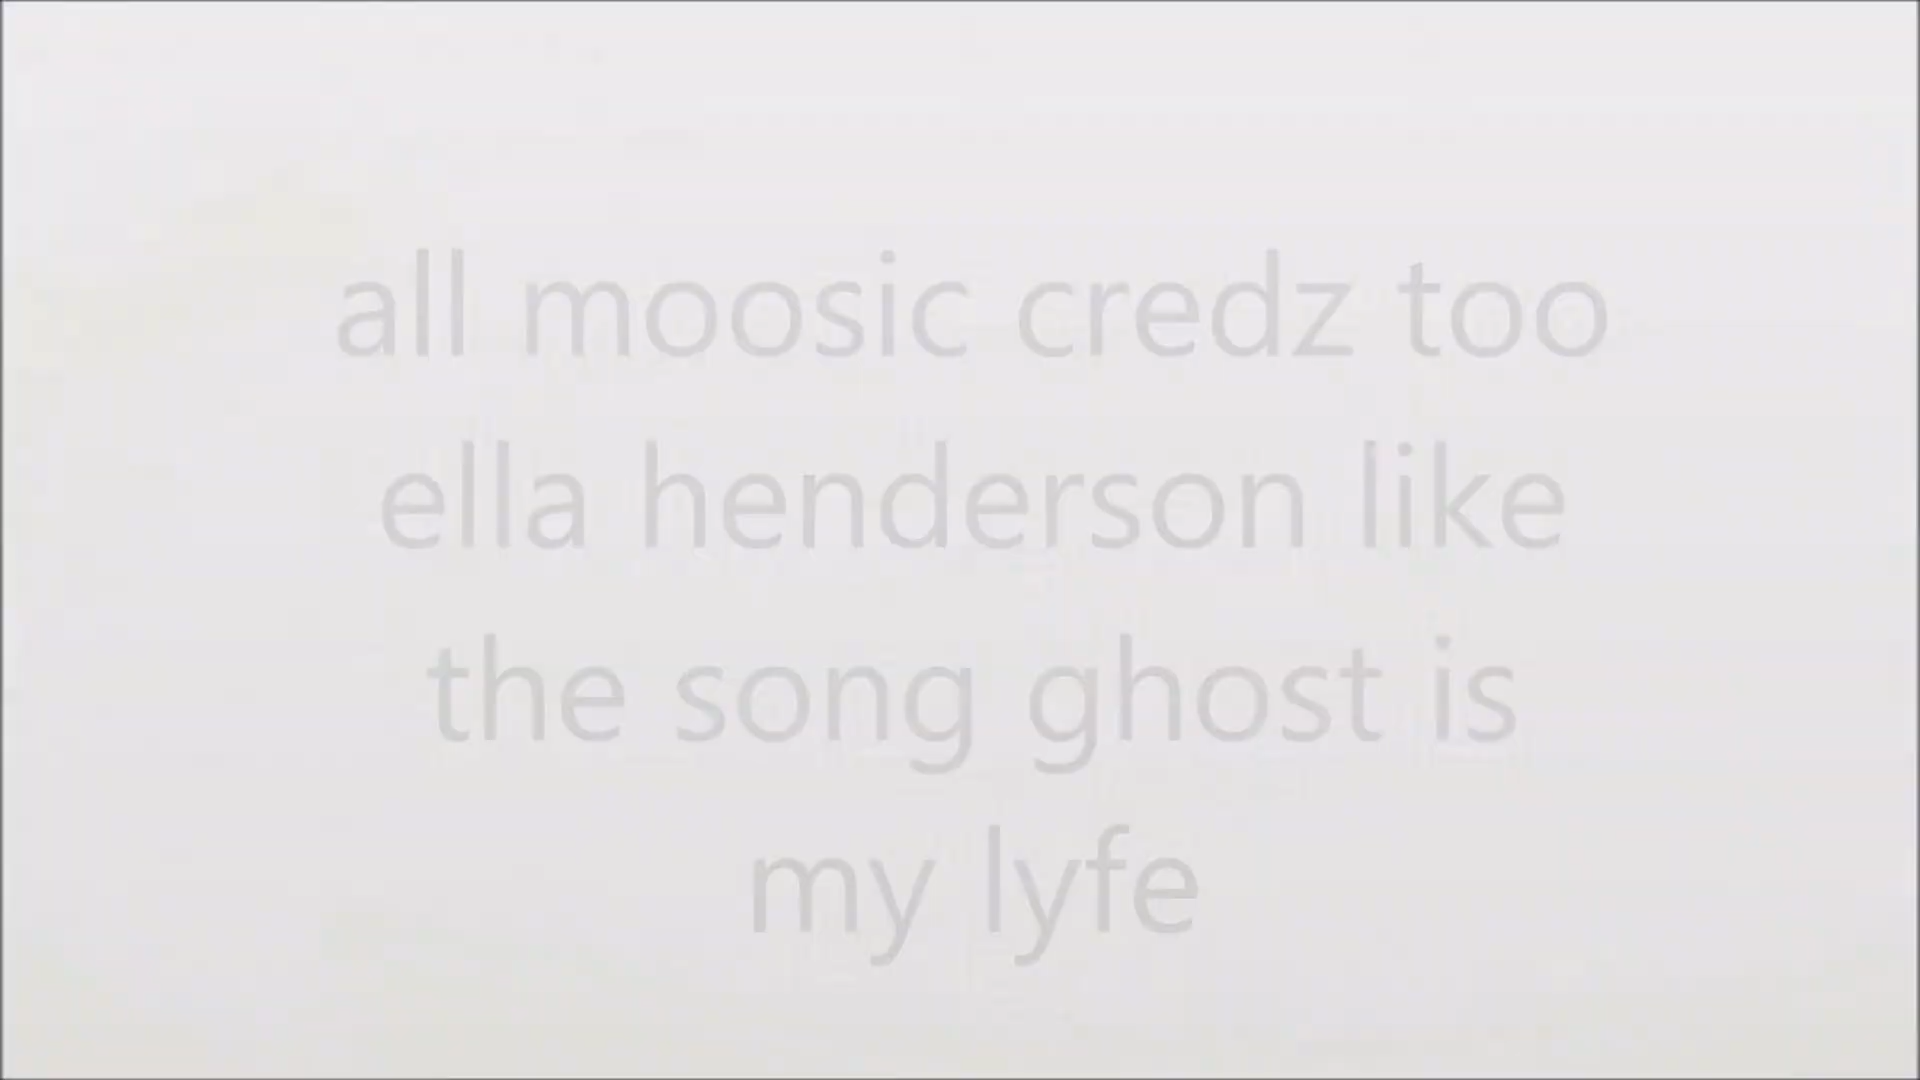 all moosic credz too
ella henderson like
the song ghost is
my lyfe